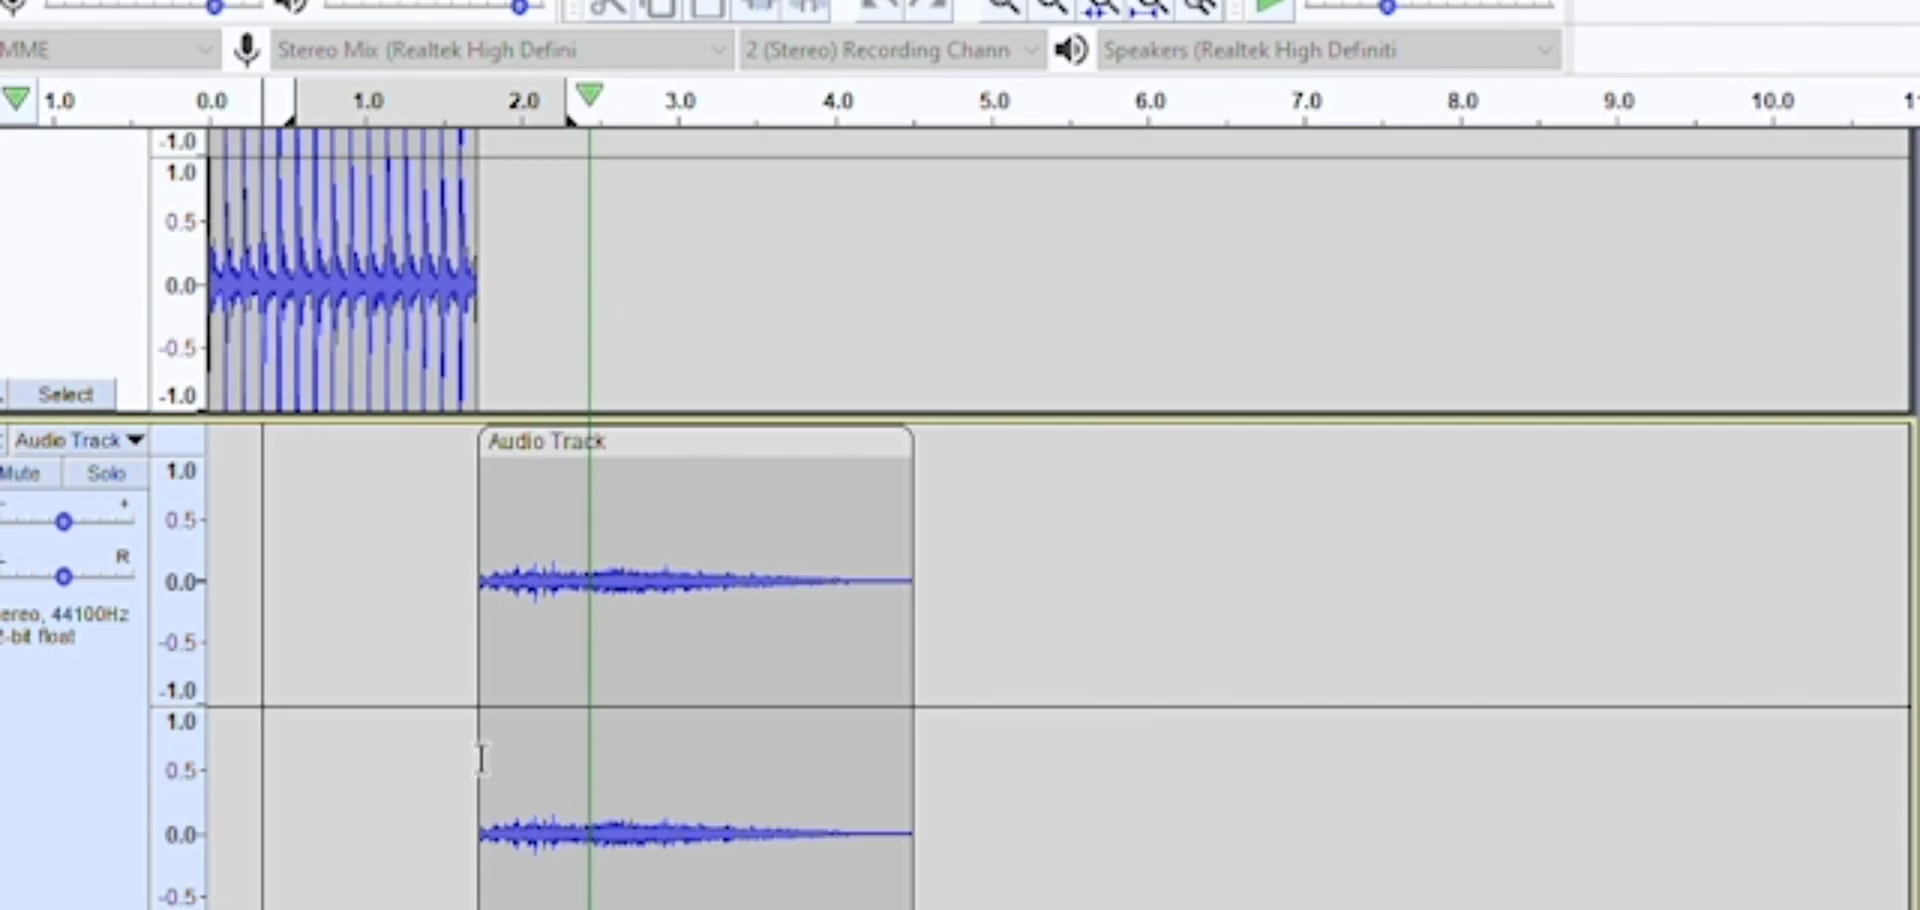 MME Stereo Mix (Realtek High Defini 2 (Stereo) Recording Chann Speakers (Realtek High Definiti
1.0 0.0 1.0 2.0 3.0 4.0 5.0 6.0 7.0 8.0 9.0 10.0 11
-1.0
1.0
0.5
0.0
-0.5
Select -1.0
Audio Track Audio Track
Mute Solo 1.0
- +
0.5
L R
0.0
ereo, 44100Hz
2-bit float
-0.5
-1.0
1.0
0.5
0.0
-0.5